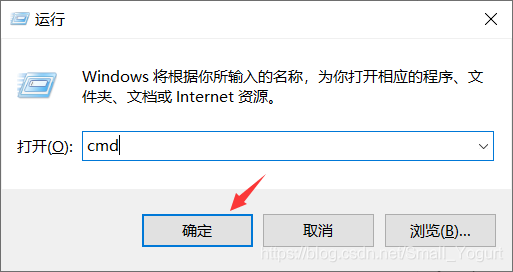 运行
Windows 将根据你所输入的名称，为你打开相应的程序、文
件夹、文档或 Internet 资源。
打开(O): cmd
确定 取消 浏览(B)...
https://blog.csdn.net/Small_Yogurt